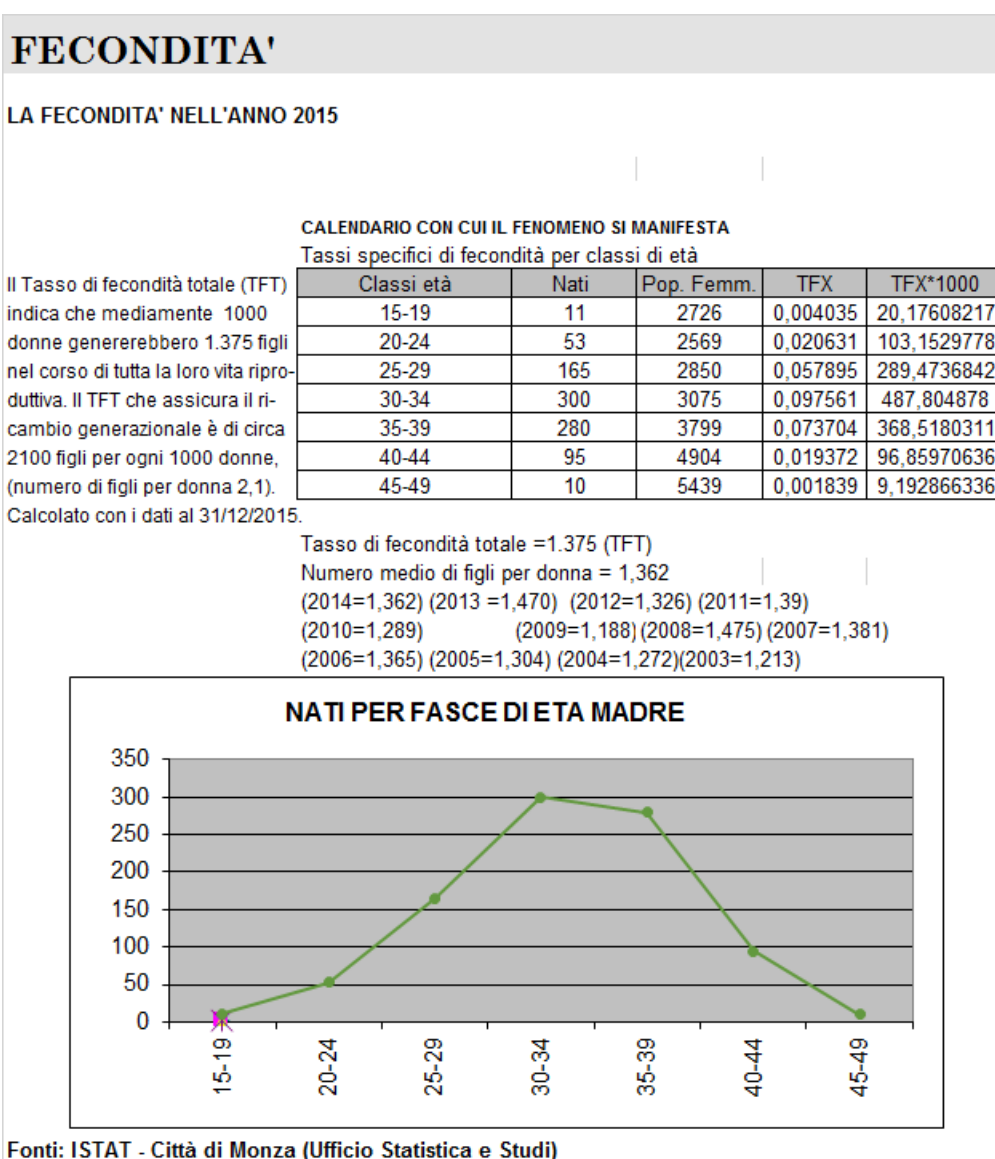 FECONDITA'
LA FECONDITA' NELL'ANNO 2015
CALENDARIO CON CUI IL FENOMENO SI MANIFESTA
Tassi specifici di fecondità per classi di età
Il Tasso di fecondità totale (TFT)
indica che mediamente 1000
donne genererebbero 1.375 figli
nel corso di tutta la loro vita ripro-
duttiva. Il TFT che assicura il ri-
cambio generazionale è di circa
2100 figli per ogni 1000 donne,
(numero di figli per donna 2,1).
Calcolato con i dati al 31/12/2015.
Classi età Nati Pop. Femm. TFX TFX*1000
15-19 11 2726 0,004035 20,17608217
20-24 53 2569 0,020631 103,1529778
25-29 165 2850 0,057895 289,4736842
30-34 300 3075 0,097561 487,804878
35-39 280 3799 0,073704 368,5180311
40-44 95 4904 0,019372 96,85970636
45-49 10 5439 0,001839 9,192866336
Tasso di fecondità totale =1.375 (TFT)
Numero medio di figli per donna = 1,362
(2014=1,362) (2013 =1,470) (2012=1,326) (2011=1,39)
(2010=1,289) (2009=1,188) (2008=1,475) (2007=1,381)
(2006=1,365) (2005=1,304) (2004=1,272)(2003=1,213)
NATI PER FASCE DI ETA MADRE
350
300
250
200
150
100
50
0
15-19
20-24
25-29
30-34
35-39
40-44
45-49
Fonti: ISTAT - Città di Monza (Ufficio Statistica e Studi)